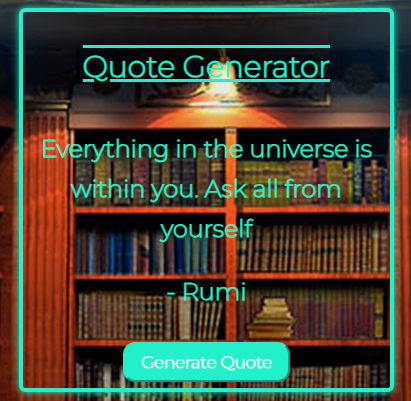 Quote Generator
Everything in the universe is
within you. Ask all from
yourself
- Rumi
Generate Quote